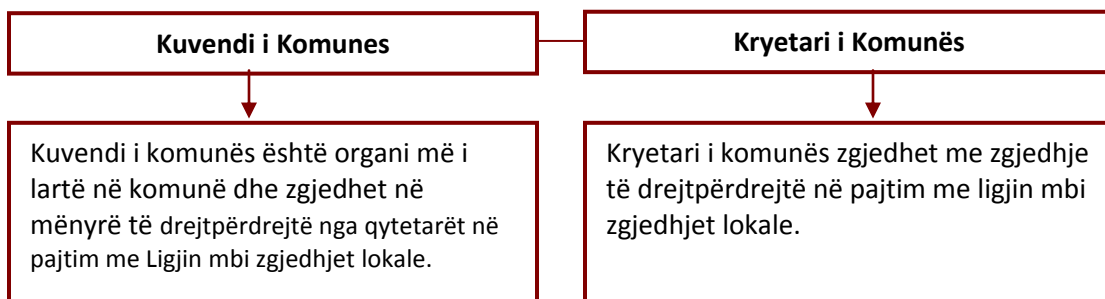 Kuvendi i Komunes
Kryetari i Komunës
Kuvendi i komunës është organi më i
lartë në komunë dhe zgjedhet në
mënyrë të drejtpërdrejtë nga qytetarët në
pajtim me Ligjin mbi zgjedhjet lokale.
Kryetari i komunës zgjedhet me zgjedhje
të drejtpërdrejtë në pajtim me ligjin mbi
zgjedhjet lokale.